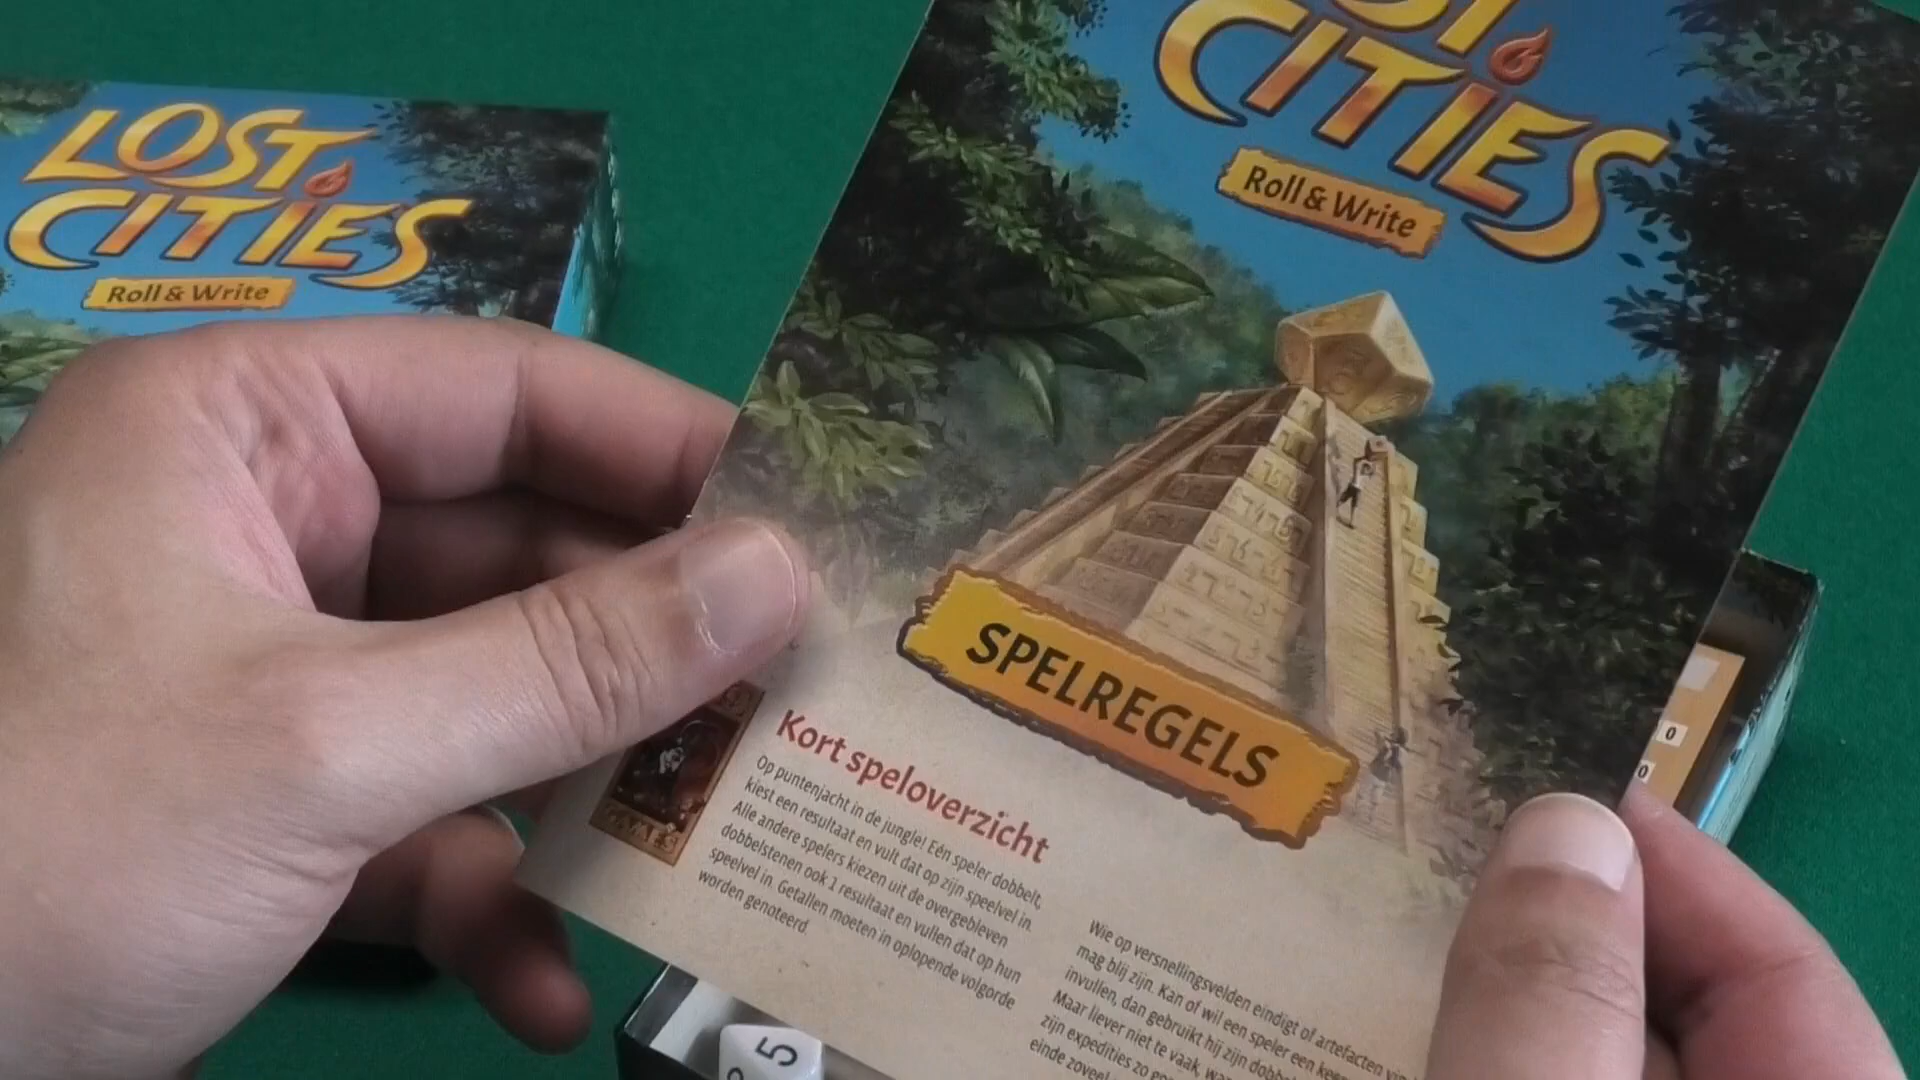 LOST
CITIES
Roll & Write
CITIES
Roll & Write
SPELREGELS
GAMES
Kort speloverzicht
Op puntenjacht in de jungle! Eén speler dobbelt,
kiest een resultaat en vult dat op zijn speelvel in.
Alle andere spelers kiezen uit de overgebleven
dobbelstenen ook 1 resultaat en vullen dat op hun
speelvel in. Getallen moeten in oplopende volgorde
worden genoteerd.
Wie op versnellingsvelden eindigt of artefacten
mag blij zijn. Kan of wil een speler een keer
invullen, dan gebruikt hij zijn
Maar liever niet te vaak,
zijn expedities zo
einde
0
0
5